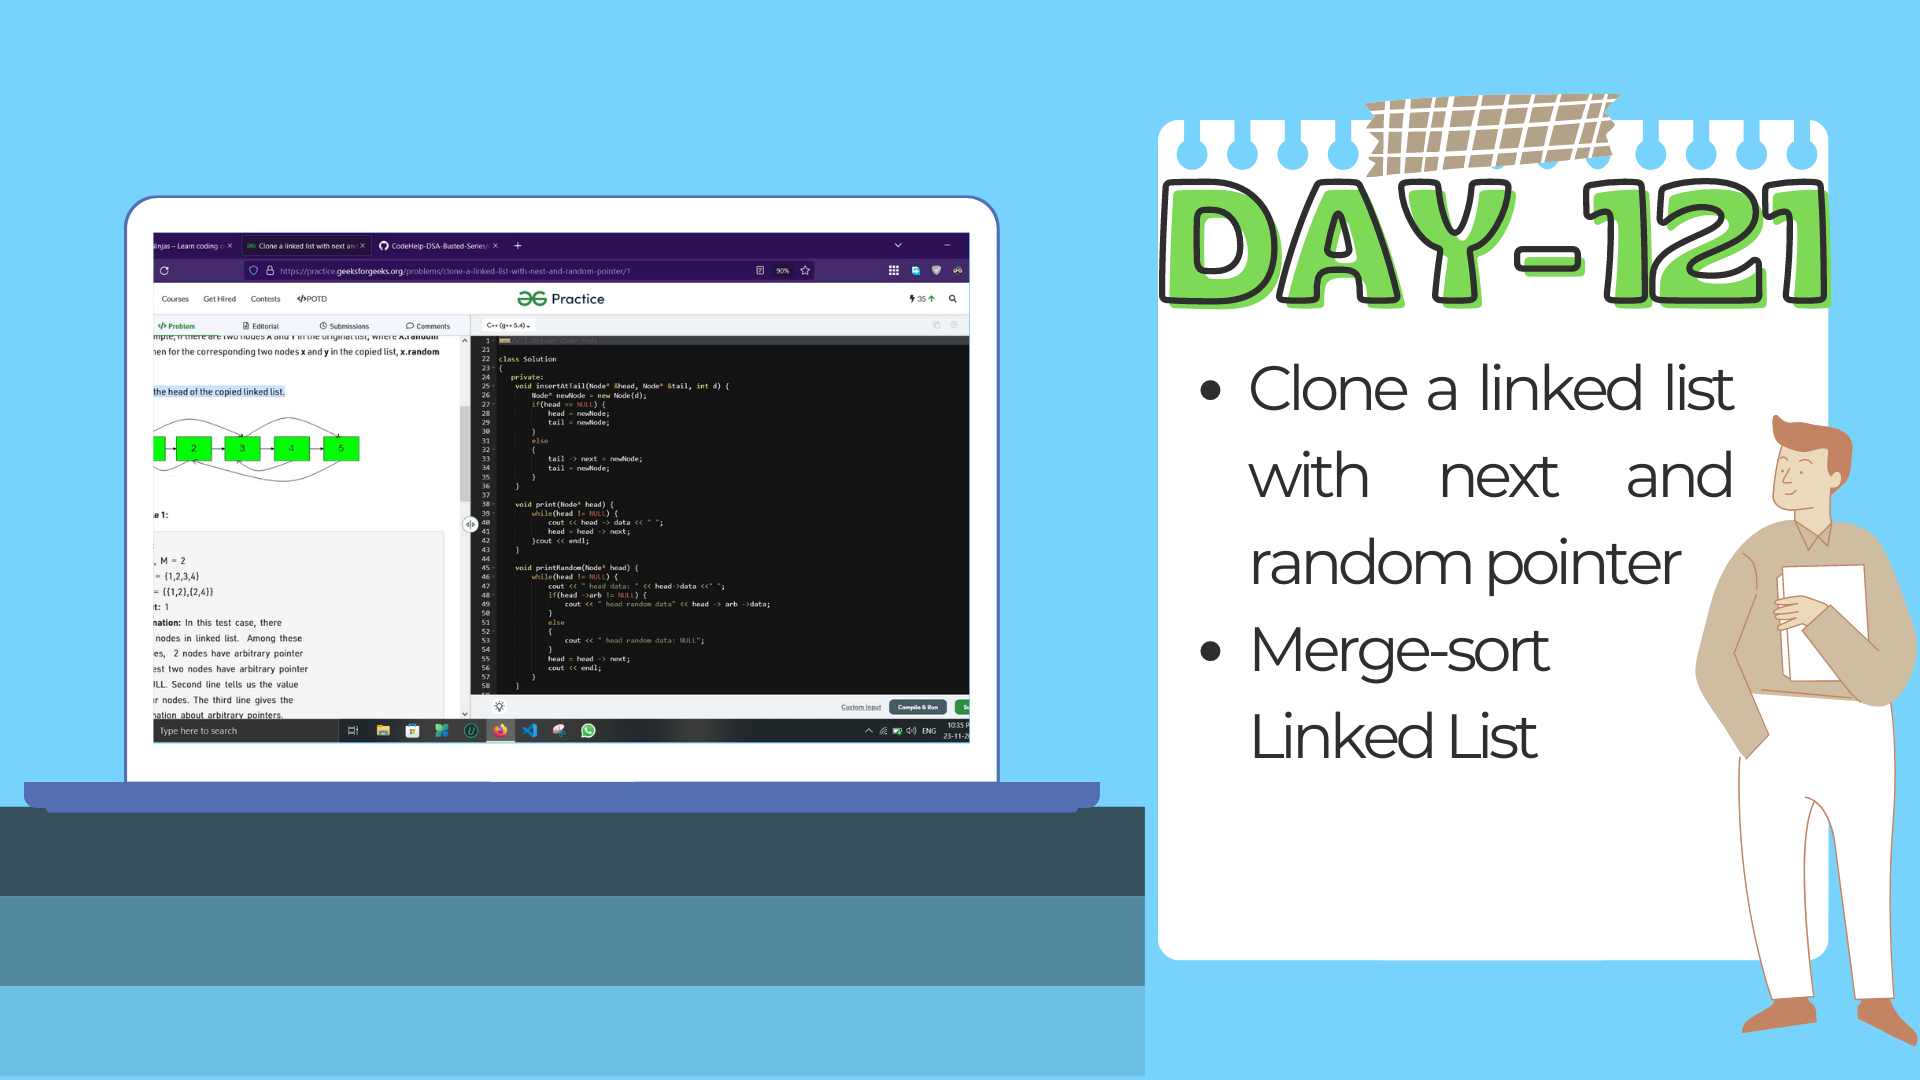 Ninjas – Learn coding
Clone a linked list with next and
CodeHelp-DSA-Busted-Series/
https://practice.geeksforgeeks.org/problems/clone-a-linked-list-with-next-and-random-pointer/1
90%
Courses Get Hired Contests </>POTD
Practice
35
</> Problem Editorial Submissions Comments
C++ (g++ 5.4)
if there are two nodes X and Y in the original list, where X.random
hen for the corresponding two nodes x and y in the copied list, x.random
the head of the copied linked list.
2 3 4 5
e 1:
, M = 2
= {1,2,3,4}
= {{1,2},{2,4}}
t: 1
nation: In this test case, there
nodes in linked list. Among these
es, 2 nodes have arbitrary pointer
est two nodes have arbitrary pointer
ULL. Second line tells us the value
ur nodes. The third line gives the
nation about arbitrary pointers.
1 // Driver Code Ends
21
22 class Solution
23 {
24 private:
25 void insertAtTail(Node* &head, Node* &tail, int d) {
26 Node* newNode = new Node(d);
27 if(head == NULL) {
28 head = newNode;
29 tail = newNode;
30 }
31 else
32 {
33 tail -> next = newNode;
34 tail = newNode;
35 }
36 }
37
38 void print(Node* head) {
39 while(head != NULL) {
40 cout << head -> data << " ";
41 head = head -> next;
42 }cout << endl;
43 }
44
45 void printRandom(Node* head) {
46 while(head != NULL) {
47 cout << " head data: " << head->data <<" ";
48 if(head ->arb != NULL) {
49 cout << " head random data" << head -> arb ->data;
50 }
51 else
52 {
53 cout << " head random data: NULL";
54 }
55 head = head -> next;
56 cout << endl;
57 }
58 }
Custom Input Compile & Run
Type here to search
ENG
10:35
23-11-2
DAY-121
• Clone a linked list
with next and
random pointer
• Merge-sort
Linked List